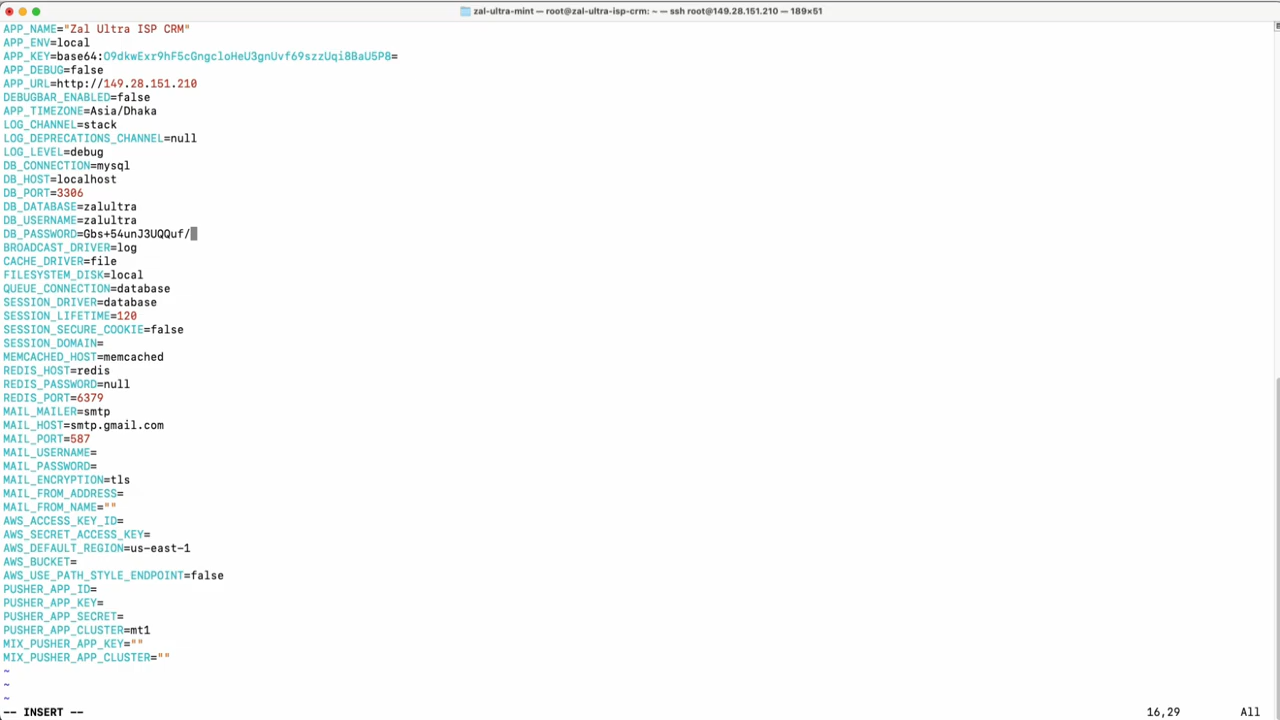 zal-ultra-mint — root@zal-ultra-isp-crm: ~ — ssh root@149.28.151.210 — 189×51
APP_NAME="Zal Ultra ISP CRM"
APP_ENV=local
APP_KEY=base64:O9dkwExr9hF5cGngcloHeU3gnUvf69szzUqi8BaU5P8=
APP_DEBUG=false
APP_URL=http://149.28.151.210
DEBUGBAR_ENABLED=false
APP_TIMEZONE=Asia/Dhaka
LOG_CHANNEL=stack
LOG_DEPRECATIONS_CHANNEL=null
LOG_LEVEL=debug
DB_CONNECTION=mysql
DB_HOST=localhost
DB_PORT=3306
DB_DATABASE=zalultra
DB_USERNAME=zalultra
DB_PASSWORD=Gbs+54unJ3UQQuf/
BROADCAST_DRIVER=log
CACHE_DRIVER=file
FILESYSTEM_DISK=local
QUEUE_CONNECTION=database
SESSION_DRIVER=database
SESSION_LIFETIME=120
SESSION_SECURE_COOKIE=false
SESSION_DOMAIN=
MEMCACHED_HOST=memcached
REDIS_HOST=redis
REDIS_PASSWORD=null
REDIS_PORT=6379
MAIL_MAILER=smtp
MAIL_HOST=smtp.gmail.com
MAIL_PORT=587
MAIL_USERNAME=
MAIL_PASSWORD=
MAIL_ENCRYPTION=tls
MAIL_FROM_ADDRESS=
MAIL_FROM_NAME=""
AWS_ACCESS_KEY_ID=
AWS_SECRET_ACCESS_KEY=
AWS_DEFAULT_REGION=us-east-1
AWS_BUCKET=
AWS_USE_PATH_STYLE_ENDPOINT=false
PUSHER_APP_ID=
PUSHER_APP_KEY=
PUSHER_APP_SECRET=
PUSHER_APP_CLUSTER=mt1
MIX_PUSHER_APP_KEY=""
MIX_PUSHER_APP_CLUSTER=""
~
~
~
-- INSERT -- 16,29 All